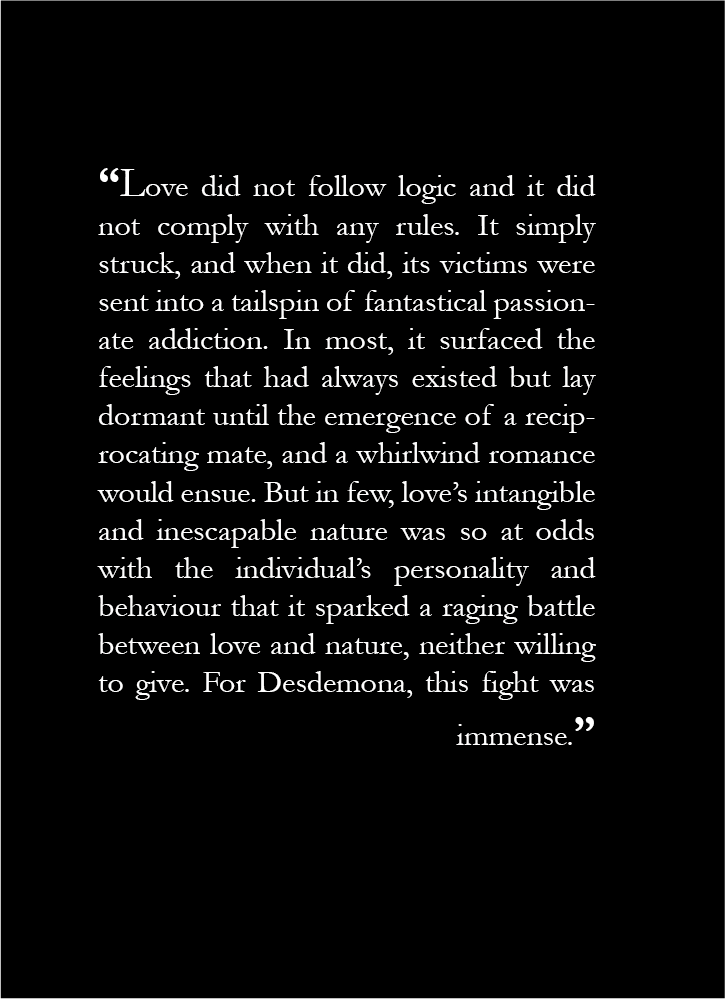 “Love did not follow logic and it did
not comply with any rules. It simply
struck, and when it did, its victims were
sent into a tailspin of fantastical passion-
ate addiction. In most, it surfaced the
feelings that had always existed but lay
dormant until the emergence of a recip-
rocating mate, and a whirlwind romance
would ensue. But in few, love’s intangible
and inescapable nature was so at odds
with the individual’s personality and
behaviour that it sparked a raging battle
between love and nature, neither willing
to give. For Desdemona, this fight was
immense.”